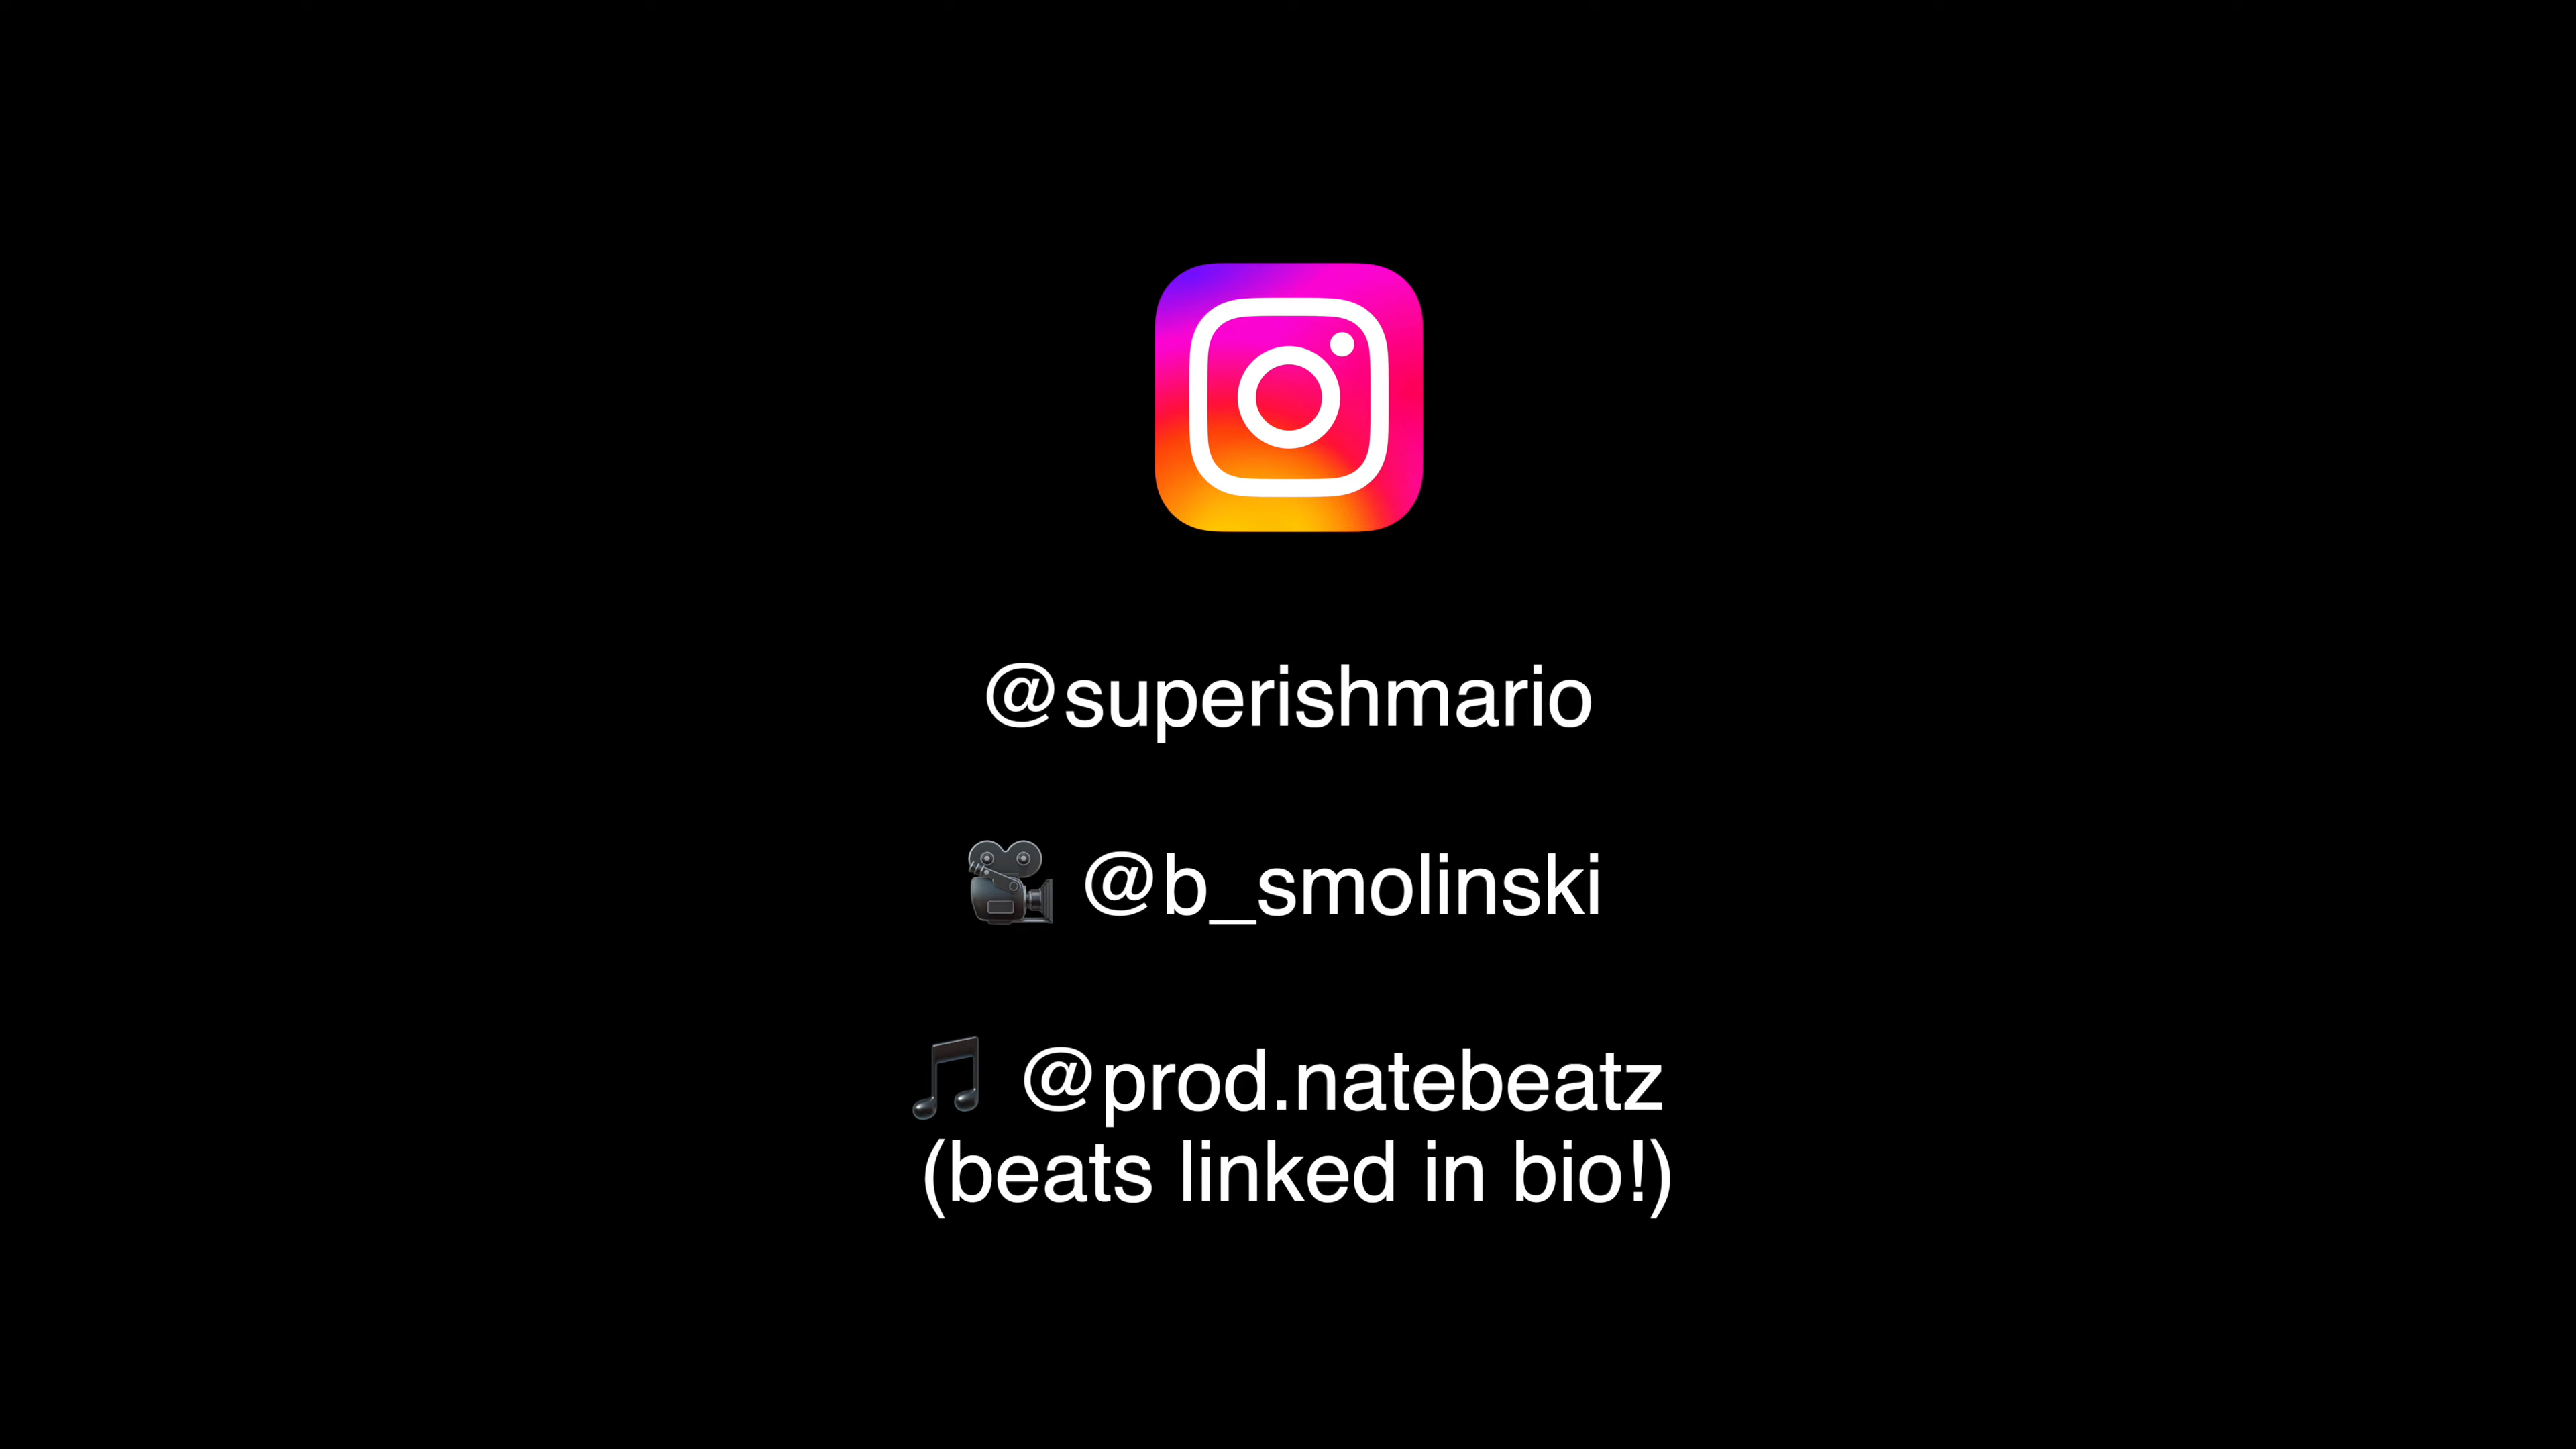 @superishmario
🎥 @b_smolinski
🎵 @prod.natebeatz
(beats linked in bio!)